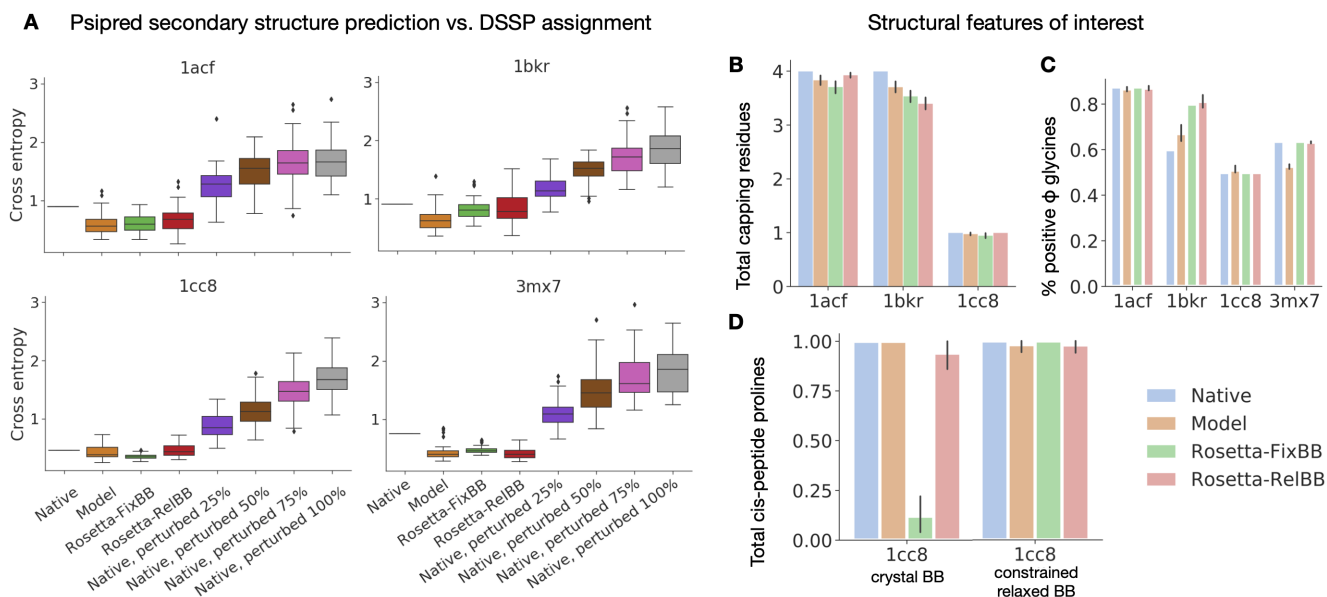 A Psipred secondary structure prediction vs. DSSP assignment
1acf
Cross entropy
3
2
1
1bkr
3
2
1
1cc8
Cross entropy
3
2
1
Native
Model
Rosetta-FixBB
Rosetta-RelBB
Native, perturbed 25%
Native, perturbed 50%
Native, perturbed 75%
Native, perturbed 100%
3mx7
3
2
1
Native
Model
Rosetta-FixBB
Rosetta-RelBB
Native, perturbed 25%
Native, perturbed 50%
Native, perturbed 75%
Native, perturbed 100%
Structural features of interest
B
Total capping residues
4
3
2
1
0
1acf 1bkr 1cc8
C
% positive ϕ glycines
0.8
0.6
0.4
0.2
0.0
1acf 1bkr 1cc8 3mx7
D
Total cis-peptide prolines
1.00
0.75
0.50
0.25
0.00
1cc8 1cc8
crystal BB constrained
relaxed BB
Native
Model
Rosetta-FixBB
Rosetta-RelBB